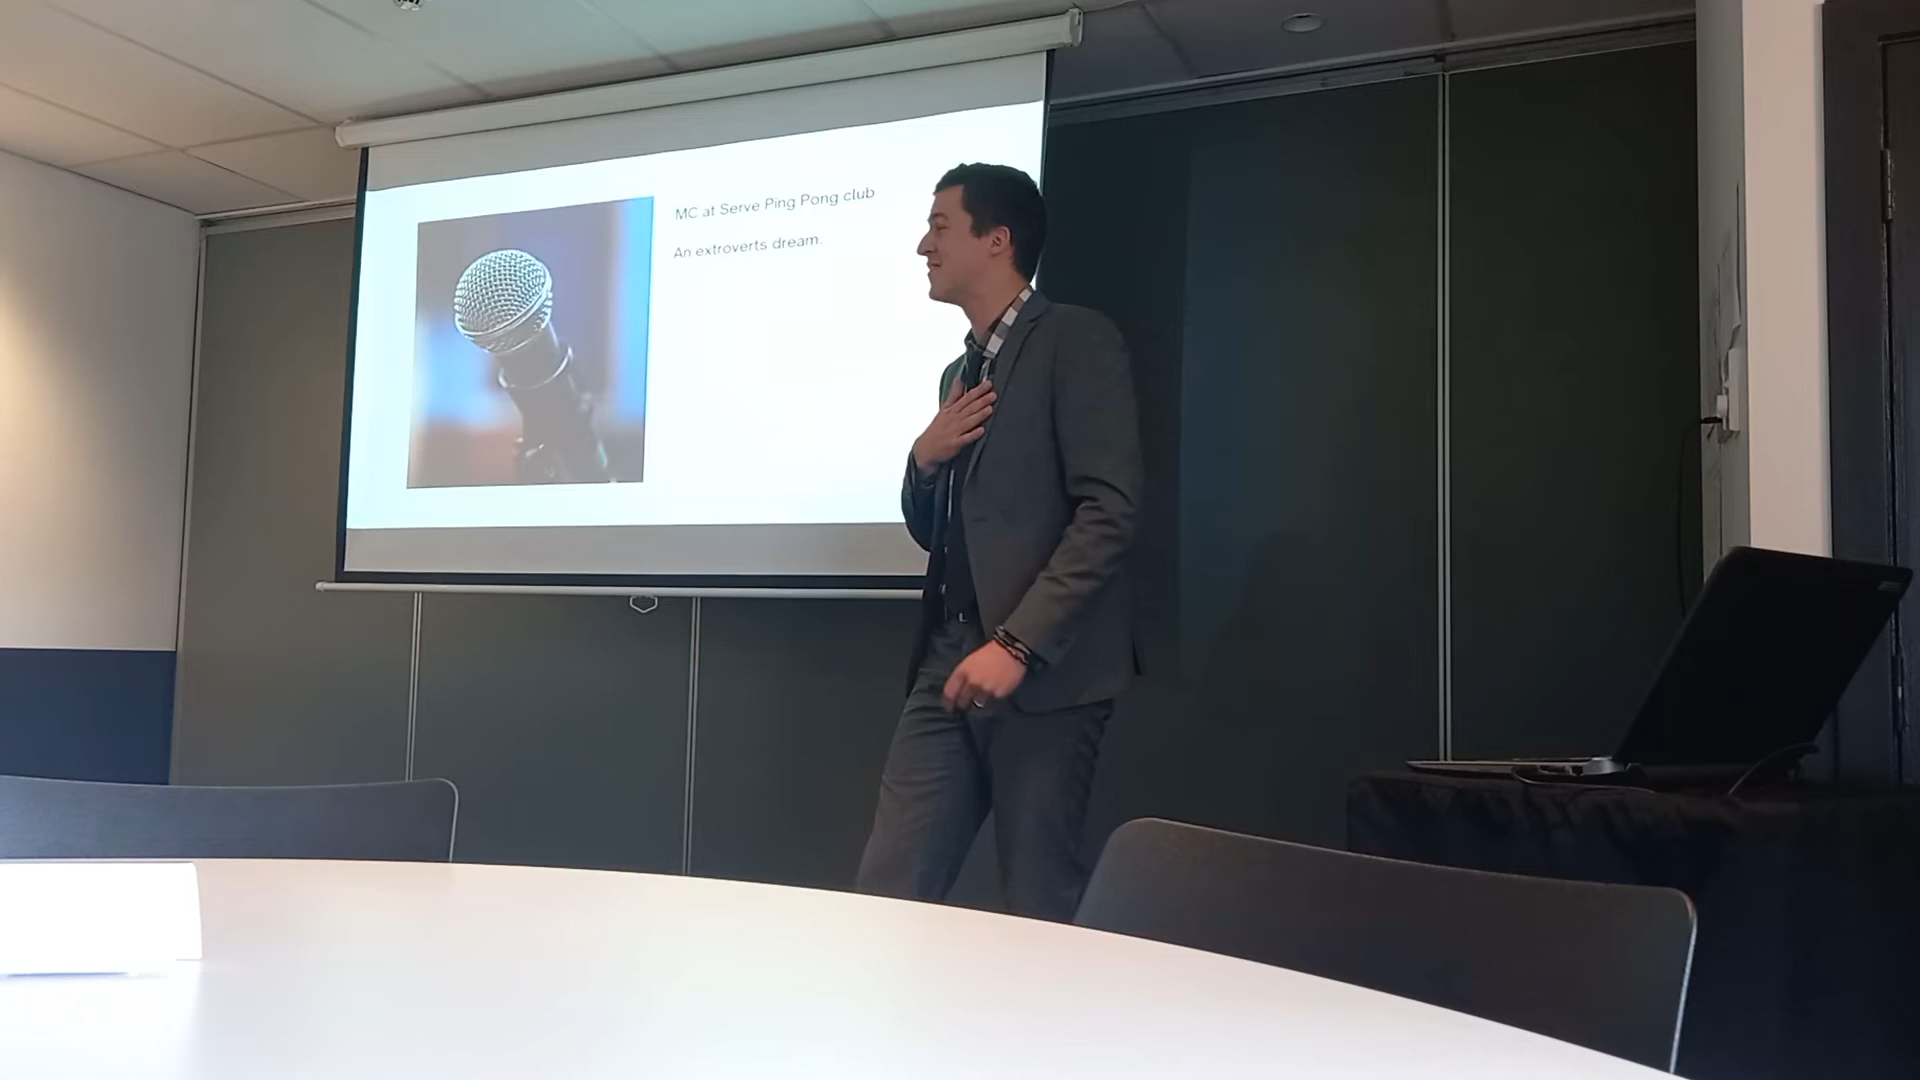 MC at Serve Ping Pong club
An extroverts dream.